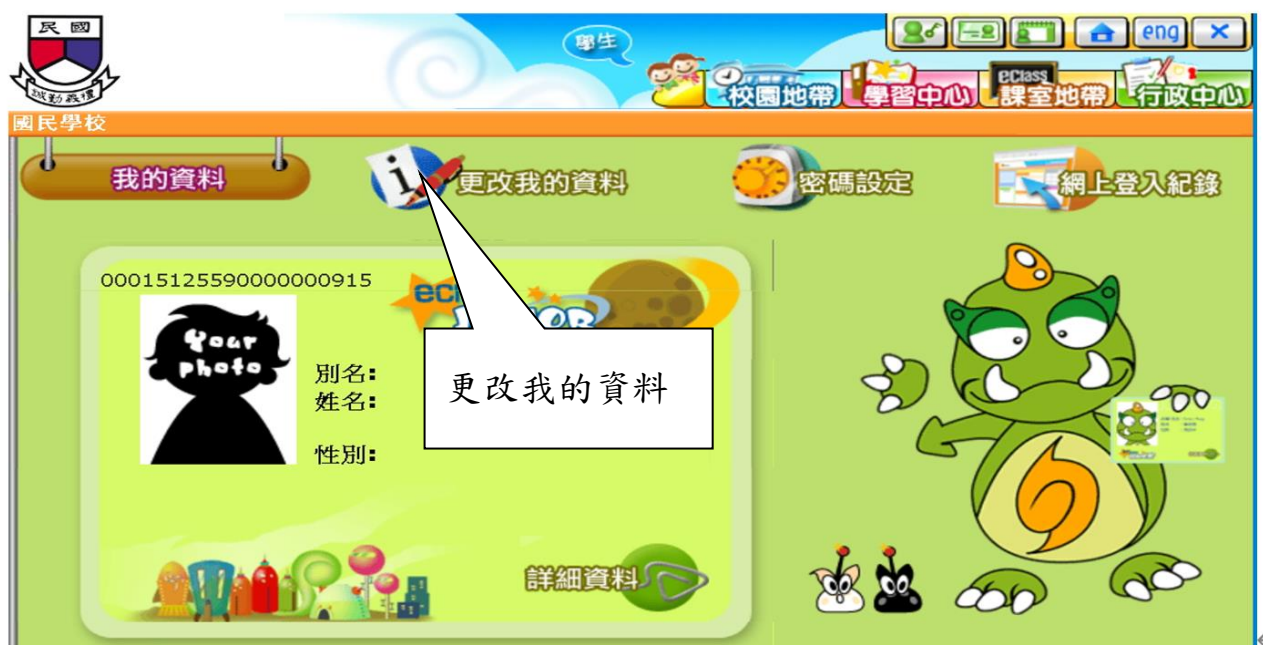 民國
誠勤義禮
學生
eng
校園地帶
學習中心
eClass
課室地帶
行政中心
國民學校
我的資料
更改我的資料
密碼設定
網上登入紀錄
00015125590000000915
Your
photo
別名:
姓名:
性別:
更改我的資料
詳細資料